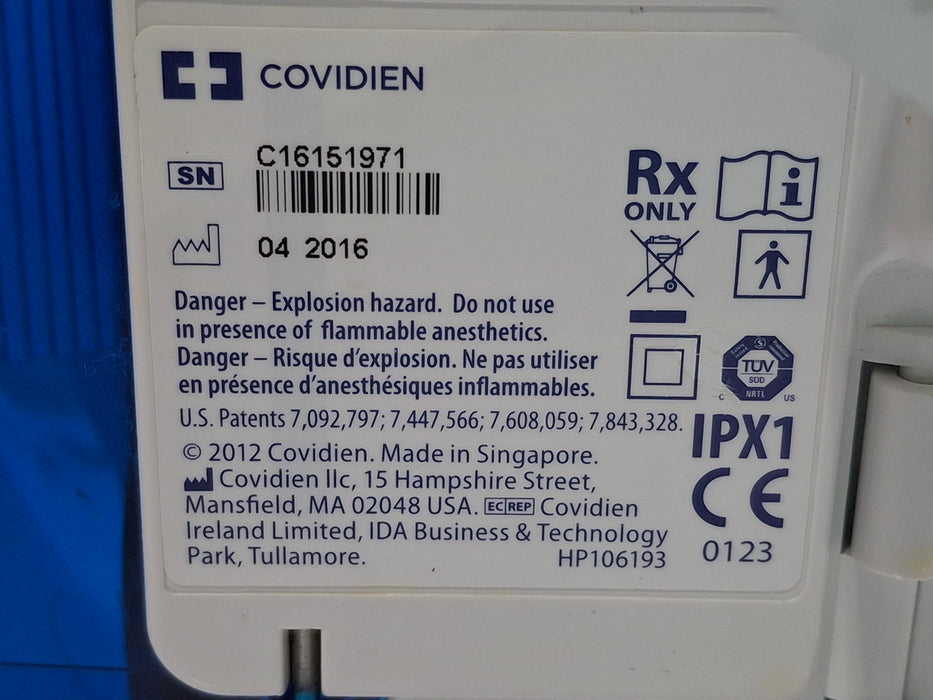 COVIDIEN
SN
C16151971
04 2016
Rx
ONLY
i
Danger – Explosion hazard. Do not use
in presence of flammable anesthetics.
Danger – Risque d'explosion. Ne pas utiliser
en présence d'anesthésiques inflammables.
TÜV
SÜD
NRTL
C US
U.S. Patents 7,092,797; 7,447,566; 7,608,059; 7,843,328.
IPX1
© 2012 Covidien. Made in Singapore.
Covidien llc, 15 Hampshire Street,
Mansfield, MA 02048 USA. EC REP Covidien
Ireland Limited, IDA Business & Technology
Park, Tullamore. HP106193
CE
0123